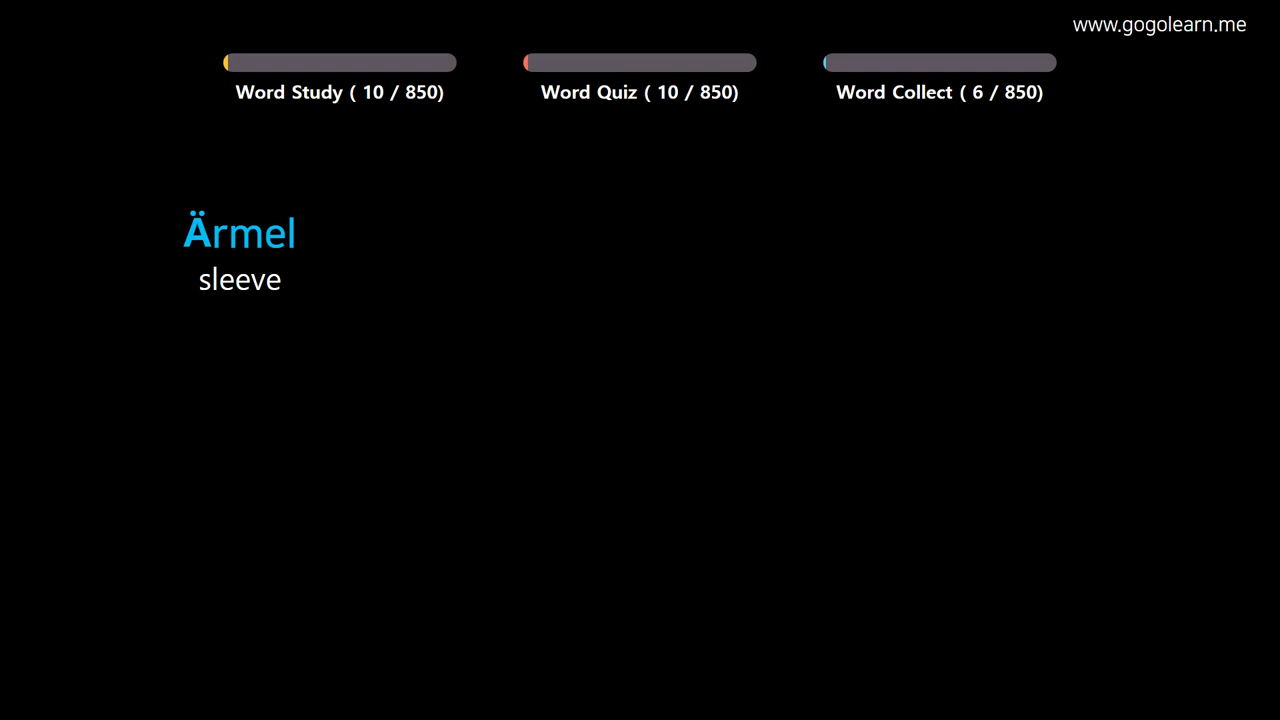 www.gogolearn.me
Word Study ( 10 / 850)
Word Quiz ( 10 / 850)
Word Collect ( 6 / 850)
Ärmel
sleeve